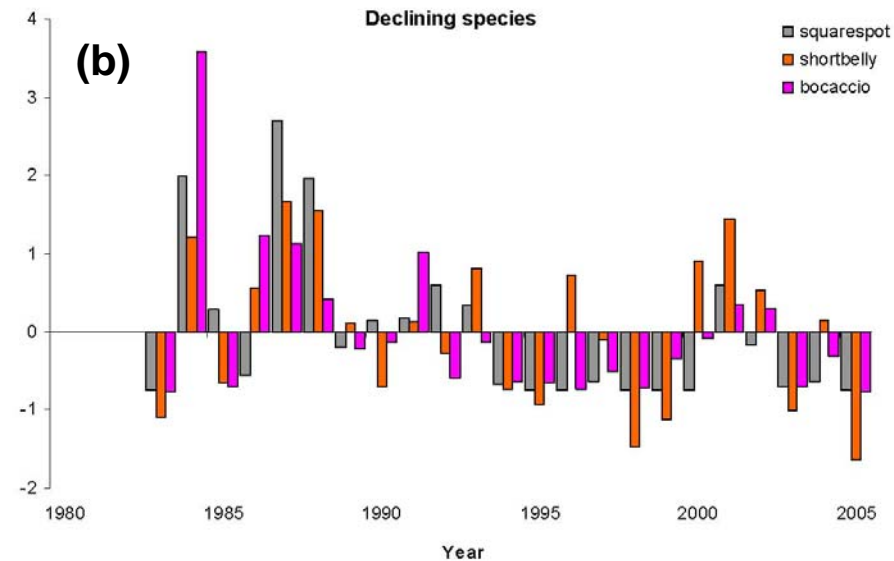 Declining species
(b)
squarespot
shortbelly
bocaccio
4
3
2
1
0
-1
-2
1980 1985 1990 1995 2000 2005
Year